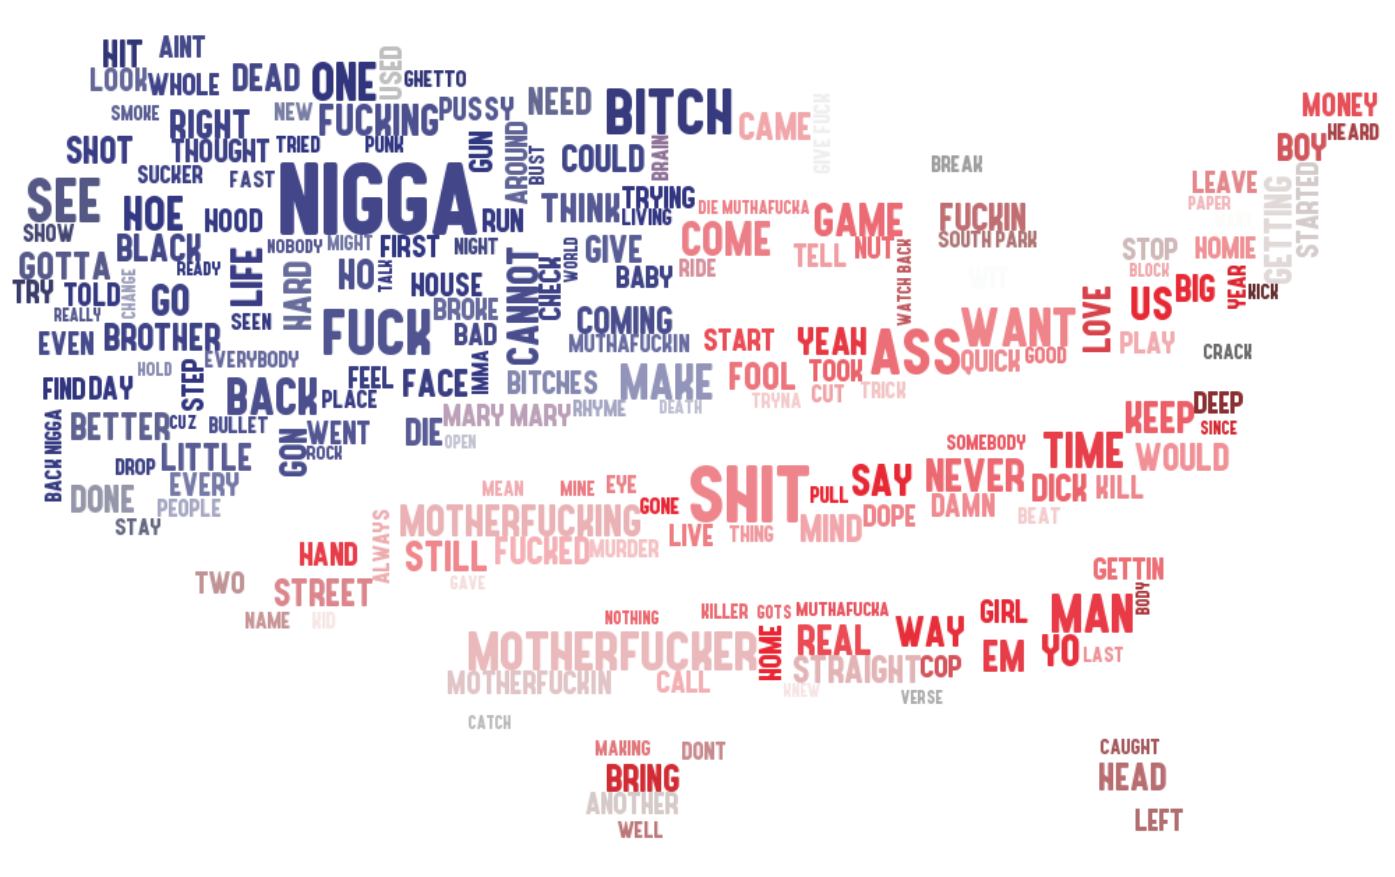 HIT AINT
LOOK WHOLE DEAD ONE USED GHETTO
SMOKE RIGHT NEW FUCKING PUSSY NEED BITCH CAME GIVE FUCK MONEY
SHOT THOUGHT TRIED PUNK GUN AROUND BUST COULD BRAIN BREAK BOY HEARD
SUCKER FAST NIGGA THINK TRYING LEAVE
SEE HOE HOOD RUN LIVING DIE MUTHAFUCKA GAME FUCKIN PAPER GETTING STARTED
SHOW BLACK NOBODY MIGHT FIRST NIGHT WORLD GIVE COME TELL NUT SOUTH PARK STOP HOMIE
GOTTA READY LIFE HARD HO TALK HOUSE CANNOT CHECK BABY RIDE WATCH BACK WIT BLOCK
TRY TOLD CHANGE GO BROKE LOVE US BIG YEAR KICK
REALLY SEEN FUCK BAD COMING WANT
EVEN BROTHER MUTHAFUCKIN START YEAH ASS QUICK GOOD PLAY CRACK
HOLD STEP EVERYBODY FEEL FACE IMMA BITCHES MAKE FOOL TOOK
FIND DAY BACK PLACE RHYME DEATH TRYNA CUT TRICK DEEP
BACK NIGGA BETTER CUZ BULLET GON WENT DIE MARY MARY KEEP SINCE
ROCK OPEN SOMEBODY TIME WOULD
DROP LITTLE
DONE EVERY MEAN MINE EYE SHIT PULL SAY NEVER DICK KILL
PEOPLE GONE DAMN
STAY ALWAYS MOTHERFUCKING LIVE THING MIND DOPE BEAT
HAND STILL FUCKED MURDER
TWO STREET GAVE GETTIN
NAME KID NOTHING KILLER GOTS MUTHAFUCKA GIRL MAN BODY
MOTHERFUCKER HOME REAL WAY EM YO LAST
MOTHERFUCKIN CALL STRAIGHT COP
KNEW VERSE
CATCH
MAKING DONT CAUGHT
BRING HEAD
ANOTHER
WELL LEFT